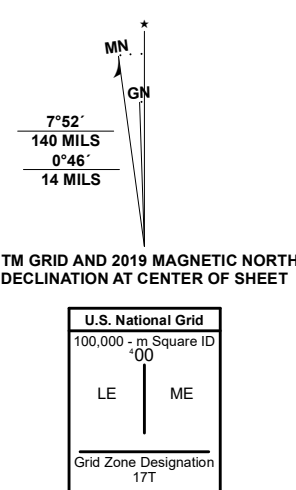 ★
MN
GN
7°52´
140 MILS
0°46´
14 MILS
TM GRID AND 2019 MAGNETIC NORTH
DECLINATION AT CENTER OF SHEET
U.S. National Grid
100,000 - m Square ID
⁴00
LE ME
Grid Zone Designation
17T